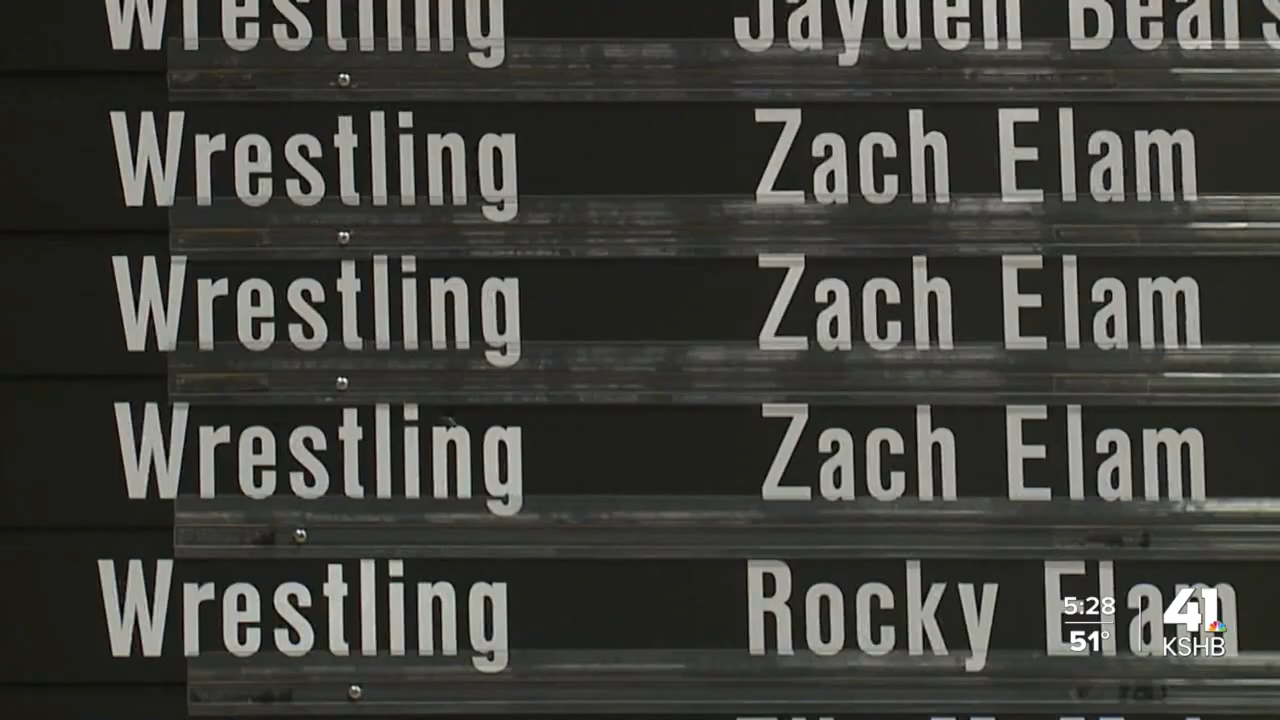 Wrestling Jayden Bears
Wrestling Zach Elam
Wrestling Zach Elam
Wrestling Zach Elam
Wrestling Rocky Elam
5:28
51°
41
KSHB